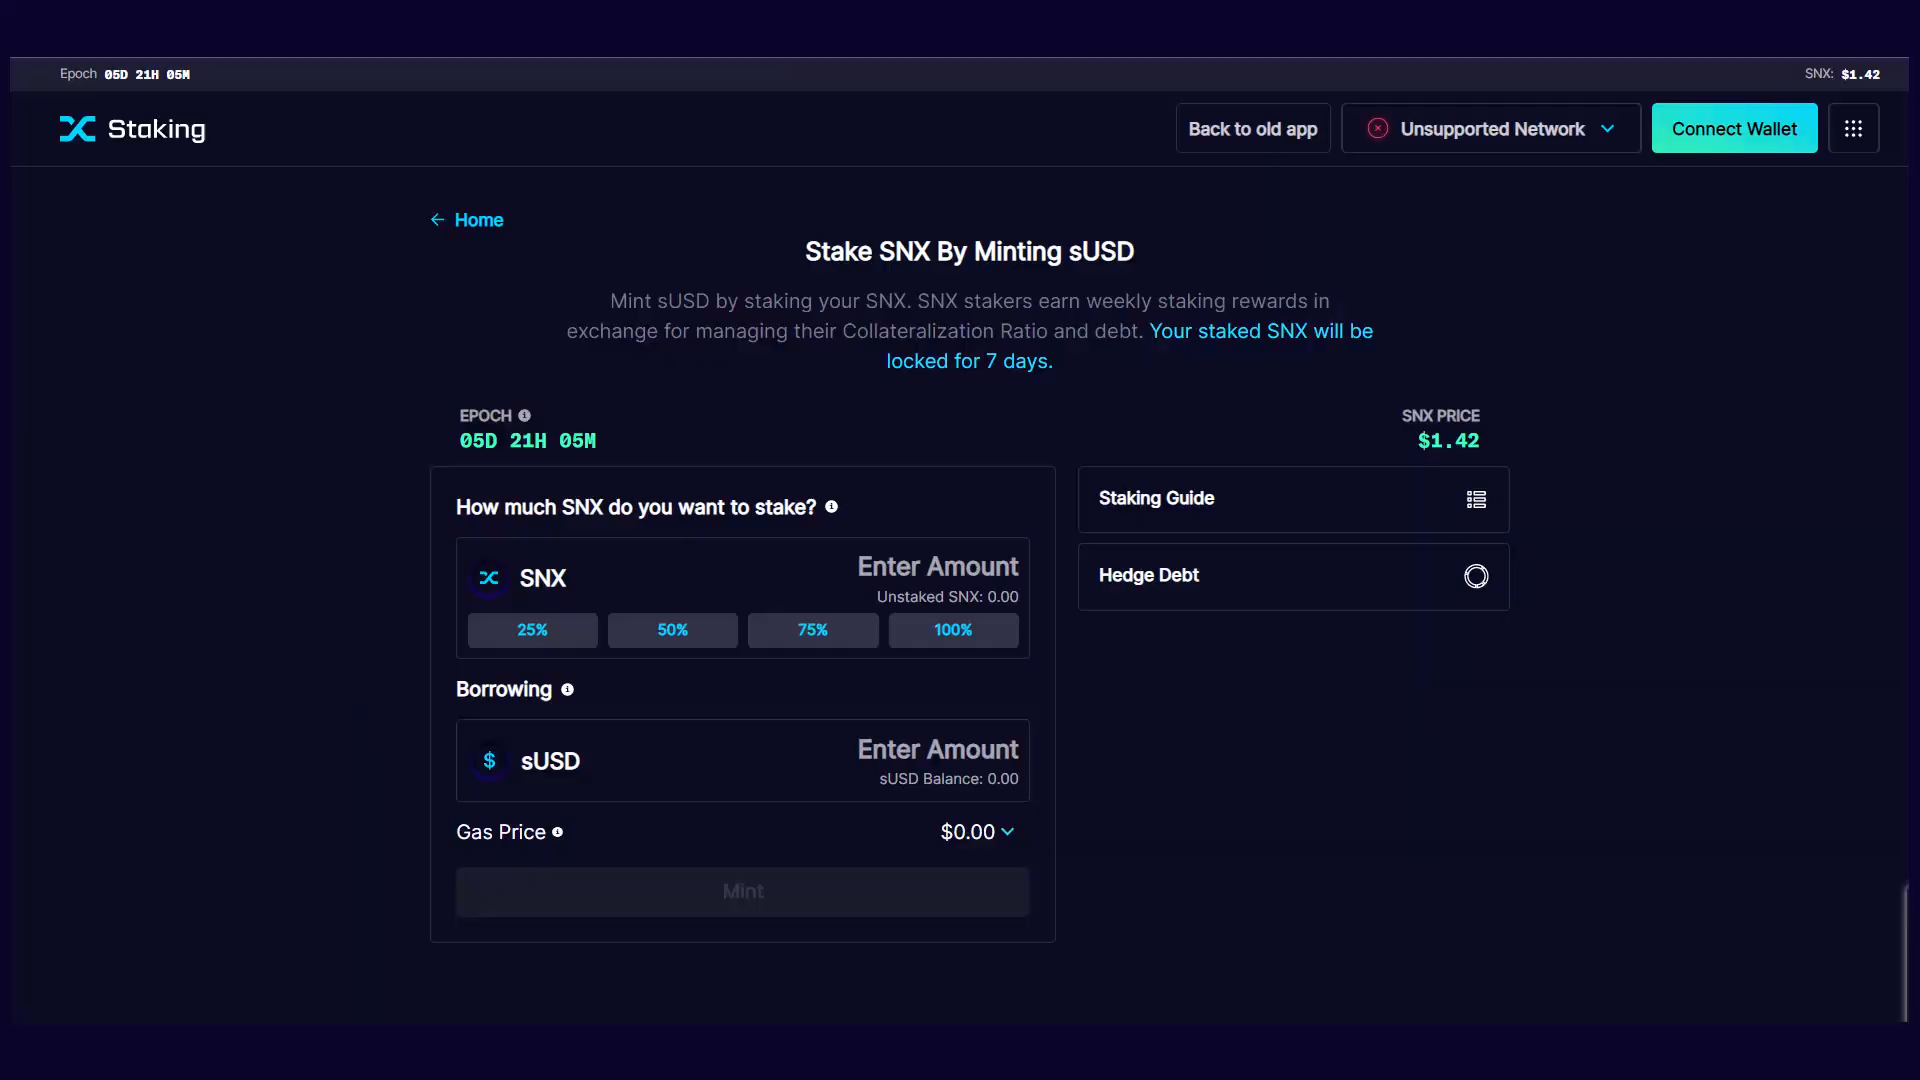 Epoch 05D 21H 05M
SNX: $1.42
Staking
Back to old app
Unsupported Network
Connect Wallet
Home
Stake SNX By Minting sUSD
Mint sUSD by staking your SNX. SNX stakers earn weekly staking rewards in
exchange for managing their Collateralization Ratio and debt. Your staked SNX will be
locked for 7 days.
EPOCH
05D 21H 05M
SNX PRICE
$1.42
How much SNX do you want to stake?
SNX
Enter Amount
Unstaked SNX: 0.00
25%
50%
75%
100%
Borrowing
$
sUSD
Enter Amount
sUSD Balance: 0.00
Gas Price
$0.00
Mint
Staking Guide
Hedge Debt